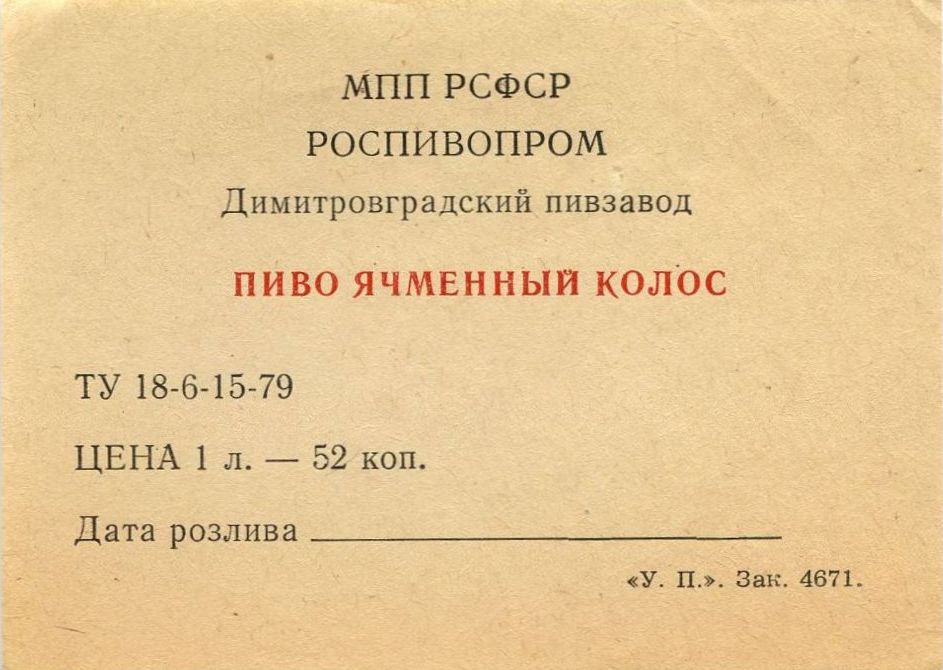 МПП РСФСР
РОСПИВОПРОМ
Димитровградский пивзавод
ПИВО ЯЧМЕННЫЙ КОЛОС
ТУ 18-6-15-79
ЦЕНА 1 л. — 52 коп.
Дата розлива
«У. П.». Зак. 4671.